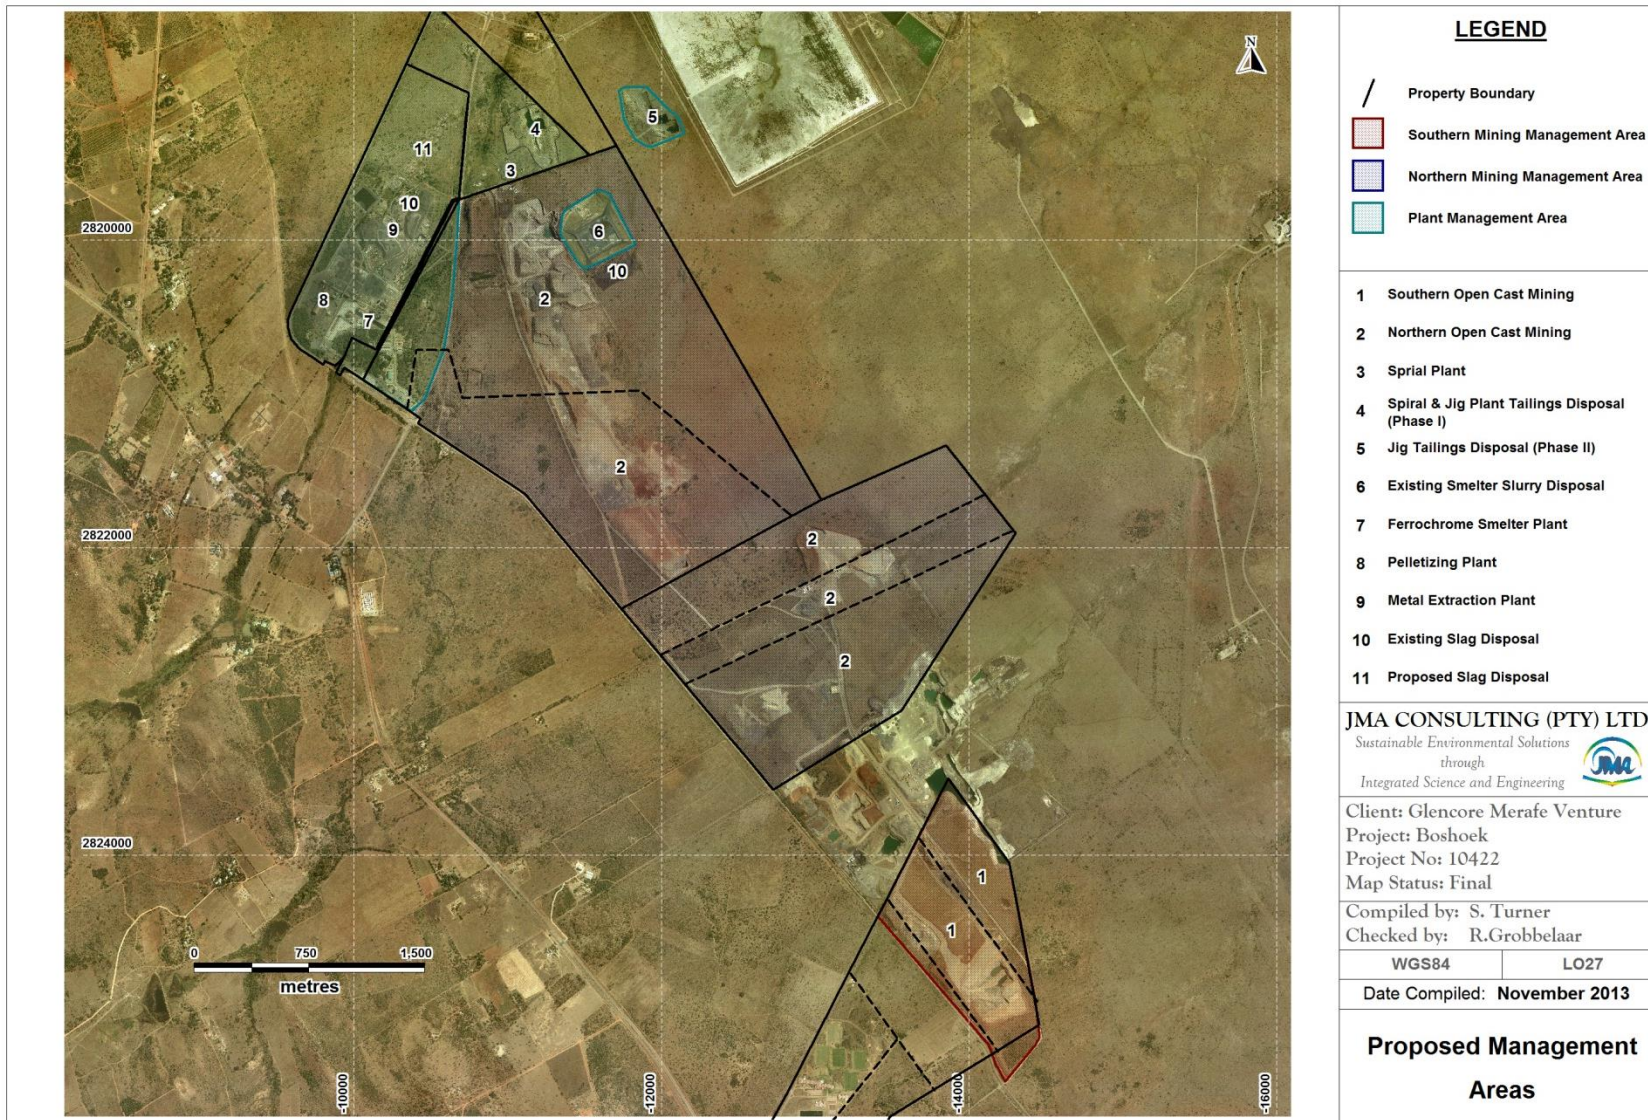 N
5
4
11
3
10
9
6
2820000
10
8
2
7
2
2822000
2
2
2
2824000
1
1
0 750 1,500
metres
-10000
-12000
-14000
-16000
LEGEND
Property Boundary
Southern Mining Management Area
Northern Mining Management Area
Plant Management Area
1 Southern Open Cast Mining
2 Northern Open Cast Mining
3 Sprial Plant
4 Spiral & Jig Plant Tailings Disposal
(Phase I)
5 Jig Tailings Disposal (Phase II)
6 Existing Smelter Slurry Disposal
7 Ferrochrome Smelter Plant
8 Pelletizing Plant
9 Metal Extraction Plant
10 Existing Slag Disposal
11 Proposed Slag Disposal
JMA CONSULTING (PTY) LTD
Sustainable Environmental Solutions
through
Integrated Science and Engineering
JMA
Client: Glencore Merafe Venture
Project: Boshoek
Project No: 10422
Map Status: Final
Compiled by: S. Turner
Checked by: R.Grobbelaar
WGS84 LO27
Date Compiled: November 2013
Proposed Management
Areas